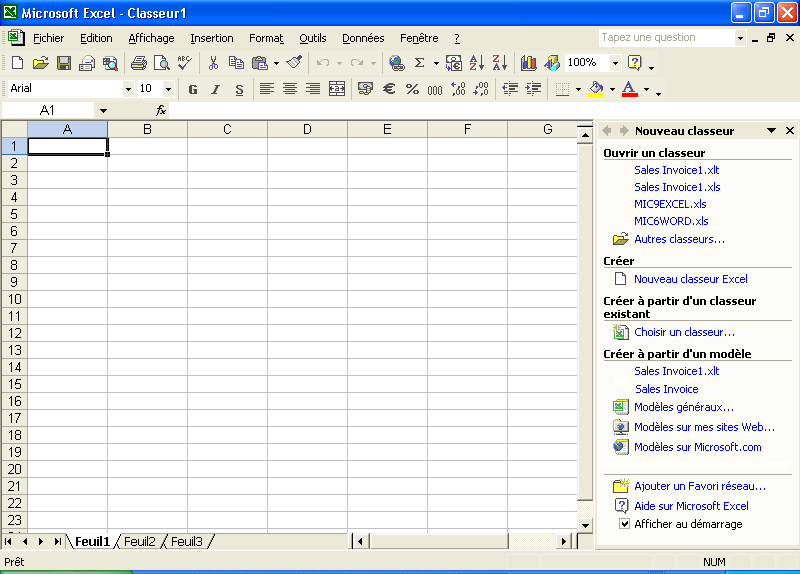 Microsoft Excel - Classeur1
Fichier Edition Affichage Insertion Format Outils Données Fenêtre ? Tapez une question
100%
Arial 10 G I S € % 000
A1 fx
A B C D E F G
1
2
3
4
5
6
7
8
9
10
11
12
13
14
15
16
17
18
19
20
21
22
23
Nouveau classeur
Ouvrir un classeur
Sales Invoice1.xlt
Sales Invoice1.xls
MIC9EXCEL.xls
MIC6WORD.xls
Autres classeurs...
Créer
Nouveau classeur Excel
Créer à partir d'un classeur
existant
Choisir un classeur...
Créer à partir d'un modèle
Sales Invoice1.xlt
Sales Invoice
Modèles généraux...
Modèles sur mes sites Web...
Modèles sur Microsoft.com
Ajouter un Favori réseau...
Aide sur Microsoft Excel
Afficher au démarrage
Feuil1 Feuil2 Feuil3
Prêt NUM